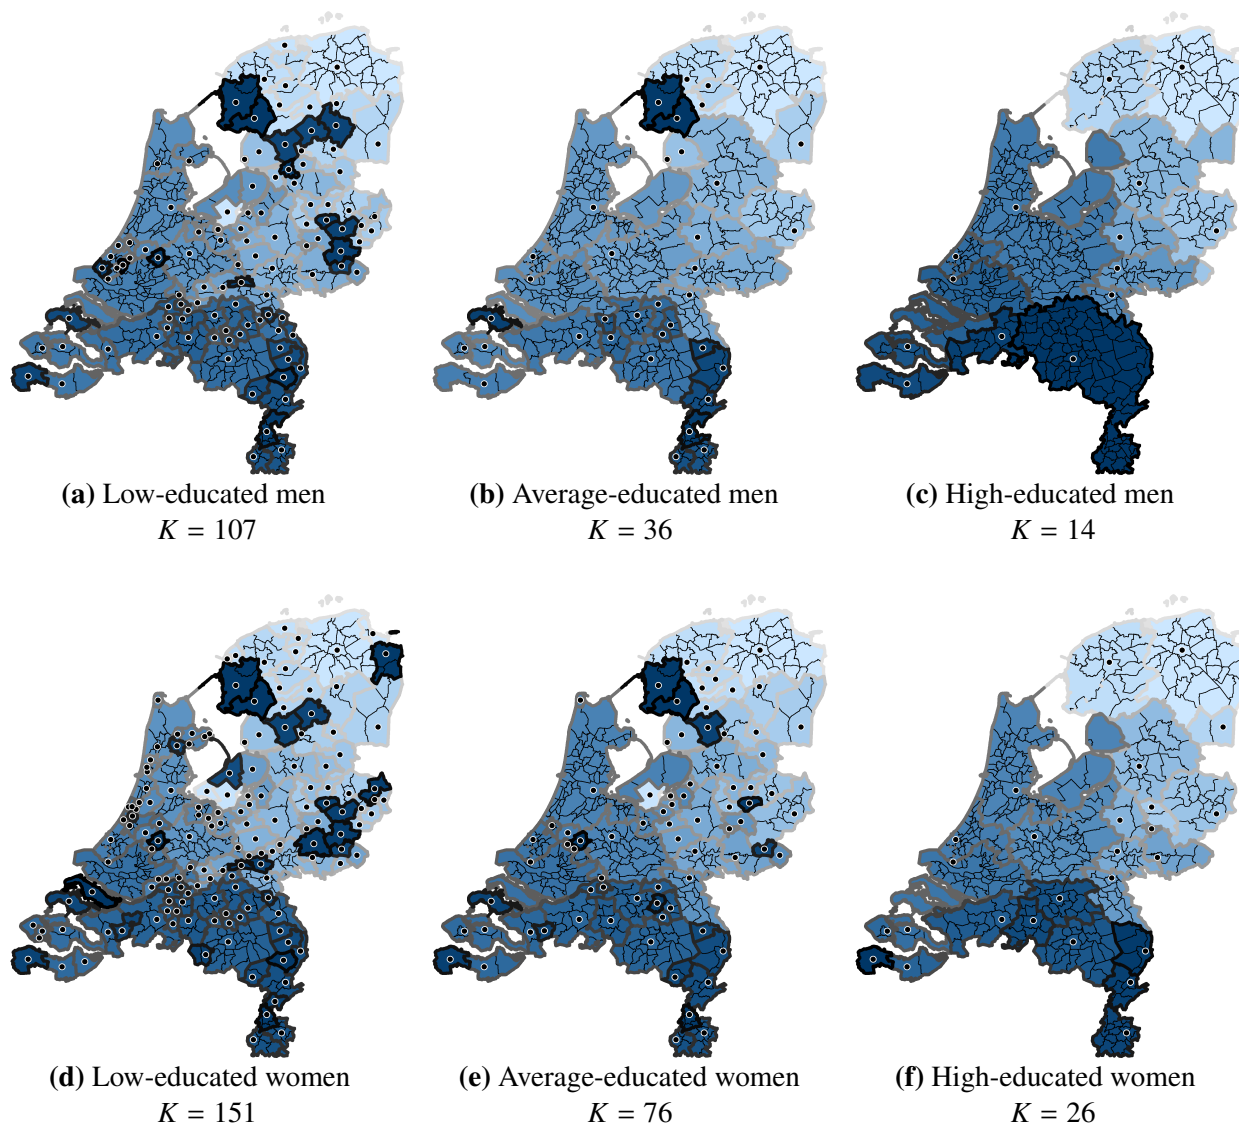 (a) Low-educated men
K = 107
(b) Average-educated men
K = 36
(c) High-educated men
K = 14
(d) Low-educated women
K = 151
(e) Average-educated women
K = 76
(f) High-educated women
K = 26